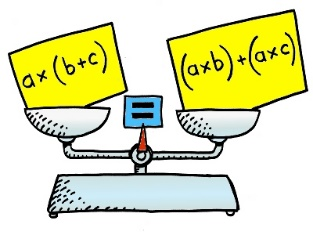 a×(b+c)
=
(a×b)+(a×c)